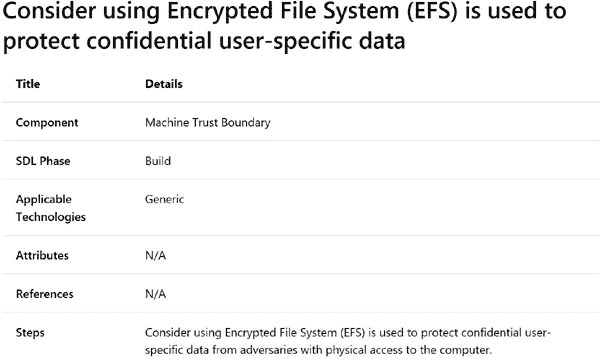 Consider using Encrypted File System (EFS) is used to
protect confidential user-specific data
Title Details
Component Machine Trust Boundary
SDL Phase Build
Applicable Technologies Generic
Attributes N/A
References N/A
Steps Consider using Encrypted File System (EFS) is used to protect confidential user-
specific data from adversaries with physical access to the computer.